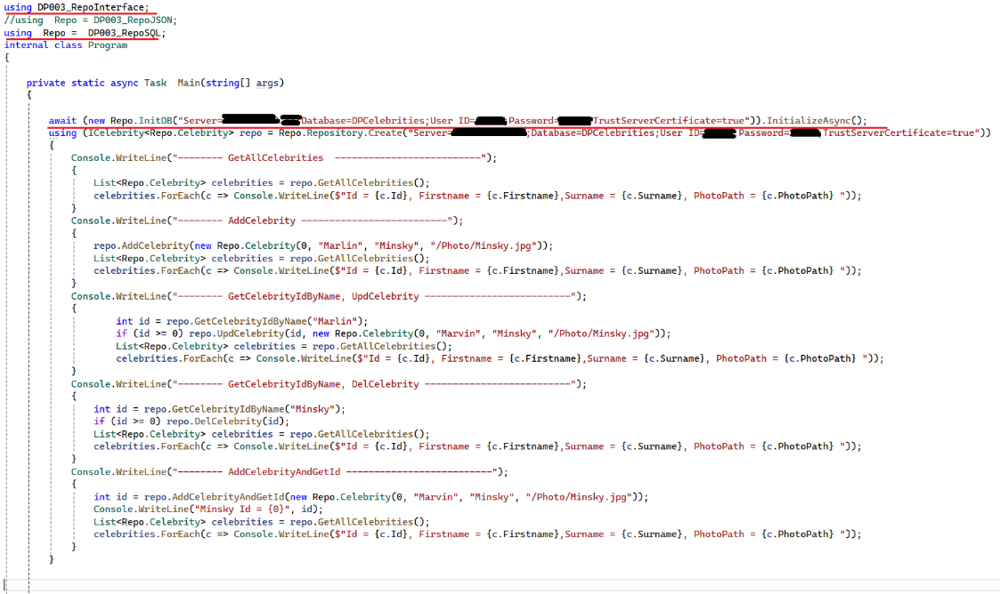 using DP003_RepoInterface;
//using  Repo = DP003_RepoJSON;
using  Repo =  DP003_RepoSQL;
internal class Program
{
private static async Task  Main(string[] args)
{
await (new Repo.InitDB("Server= Database=DPCelebrities;User ID= Password= TrustServerCertificate=true")).InitializeAsync();
using (ICelebrity<Repo.Celebrity> repo = Repo.Repository.Create("Server= ;Database=DPCelebrities;User ID= Password= ;TrustServerCertificate=true"))
{
Console.WriteLine("-------- GetAllCelebrities  --------------------------");
{
List<Repo.Celebrity> celebrities = repo.GetAllCelebrities();
celebrities.ForEach(c => Console.WriteLine($"Id = {c.Id}, Firstname = {c.Firstname},Surname = {c.Surname}, PhotoPath = {c.PhotoPath} "));
}
Console.WriteLine("-------- AddCelebrity --------------------------");
{
repo.AddCelebrity(new Repo.Celebrity(0, "Marlin", "Minsky", "/Photo/Minsky.jpg"));
List<Repo.Celebrity> celebrities = repo.GetAllCelebrities();
celebrities.ForEach(c => Console.WriteLine($"Id = {c.Id}, Firstname = {c.Firstname},Surname = {c.Surname}, PhotoPath = {c.PhotoPath} "));
}
Console.WriteLine("-------- GetCelebrityIdByName, UpdCelebrity --------------------------");
{
int id = repo.GetCelebrityIdByName("Marlin");
if (id >= 0) repo.UpdCelebrity(id, new Repo.Celebrity(0, "Marvin", "Minsky", "/Photo/Minsky.jpg"));
List<Repo.Celebrity> celebrities = repo.GetAllCelebrities();
celebrities.ForEach(c => Console.WriteLine($"Id = {c.Id}, Firstname = {c.Firstname},Surname = {c.Surname}, PhotoPath = {c.PhotoPath} "));
}
Console.WriteLine("-------- GetCelebrityIdByName, DelCelebrity --------------------------");
{
int id = repo.GetCelebrityIdByName("Minsky");
if (id >= 0) repo.DelCelebrity(id);
List<Repo.Celebrity> celebrities = repo.GetAllCelebrities();
celebrities.ForEach(c => Console.WriteLine($"Id = {c.Id}, Firstname = {c.Firstname},Surname = {c.Surname}, PhotoPath = {c.PhotoPath} "));
}
Console.WriteLine("-------- AddCelebrityAndGetId --------------------------");
{
int id = repo.AddCelebrityAndGetId(new Repo.Celebrity(0, "Marvin", "Minsky", "/Photo/Minsky.jpg"));
Console.WriteLine("Minsky Id = {0}", id);
List<Repo.Celebrity> celebrities = repo.GetAllCelebrities();
celebrities.ForEach(c => Console.WriteLine($"Id = {c.Id}, Firstname = {c.Firstname},Surname = {c.Surname}, PhotoPath = {c.PhotoPath} "));
}
}